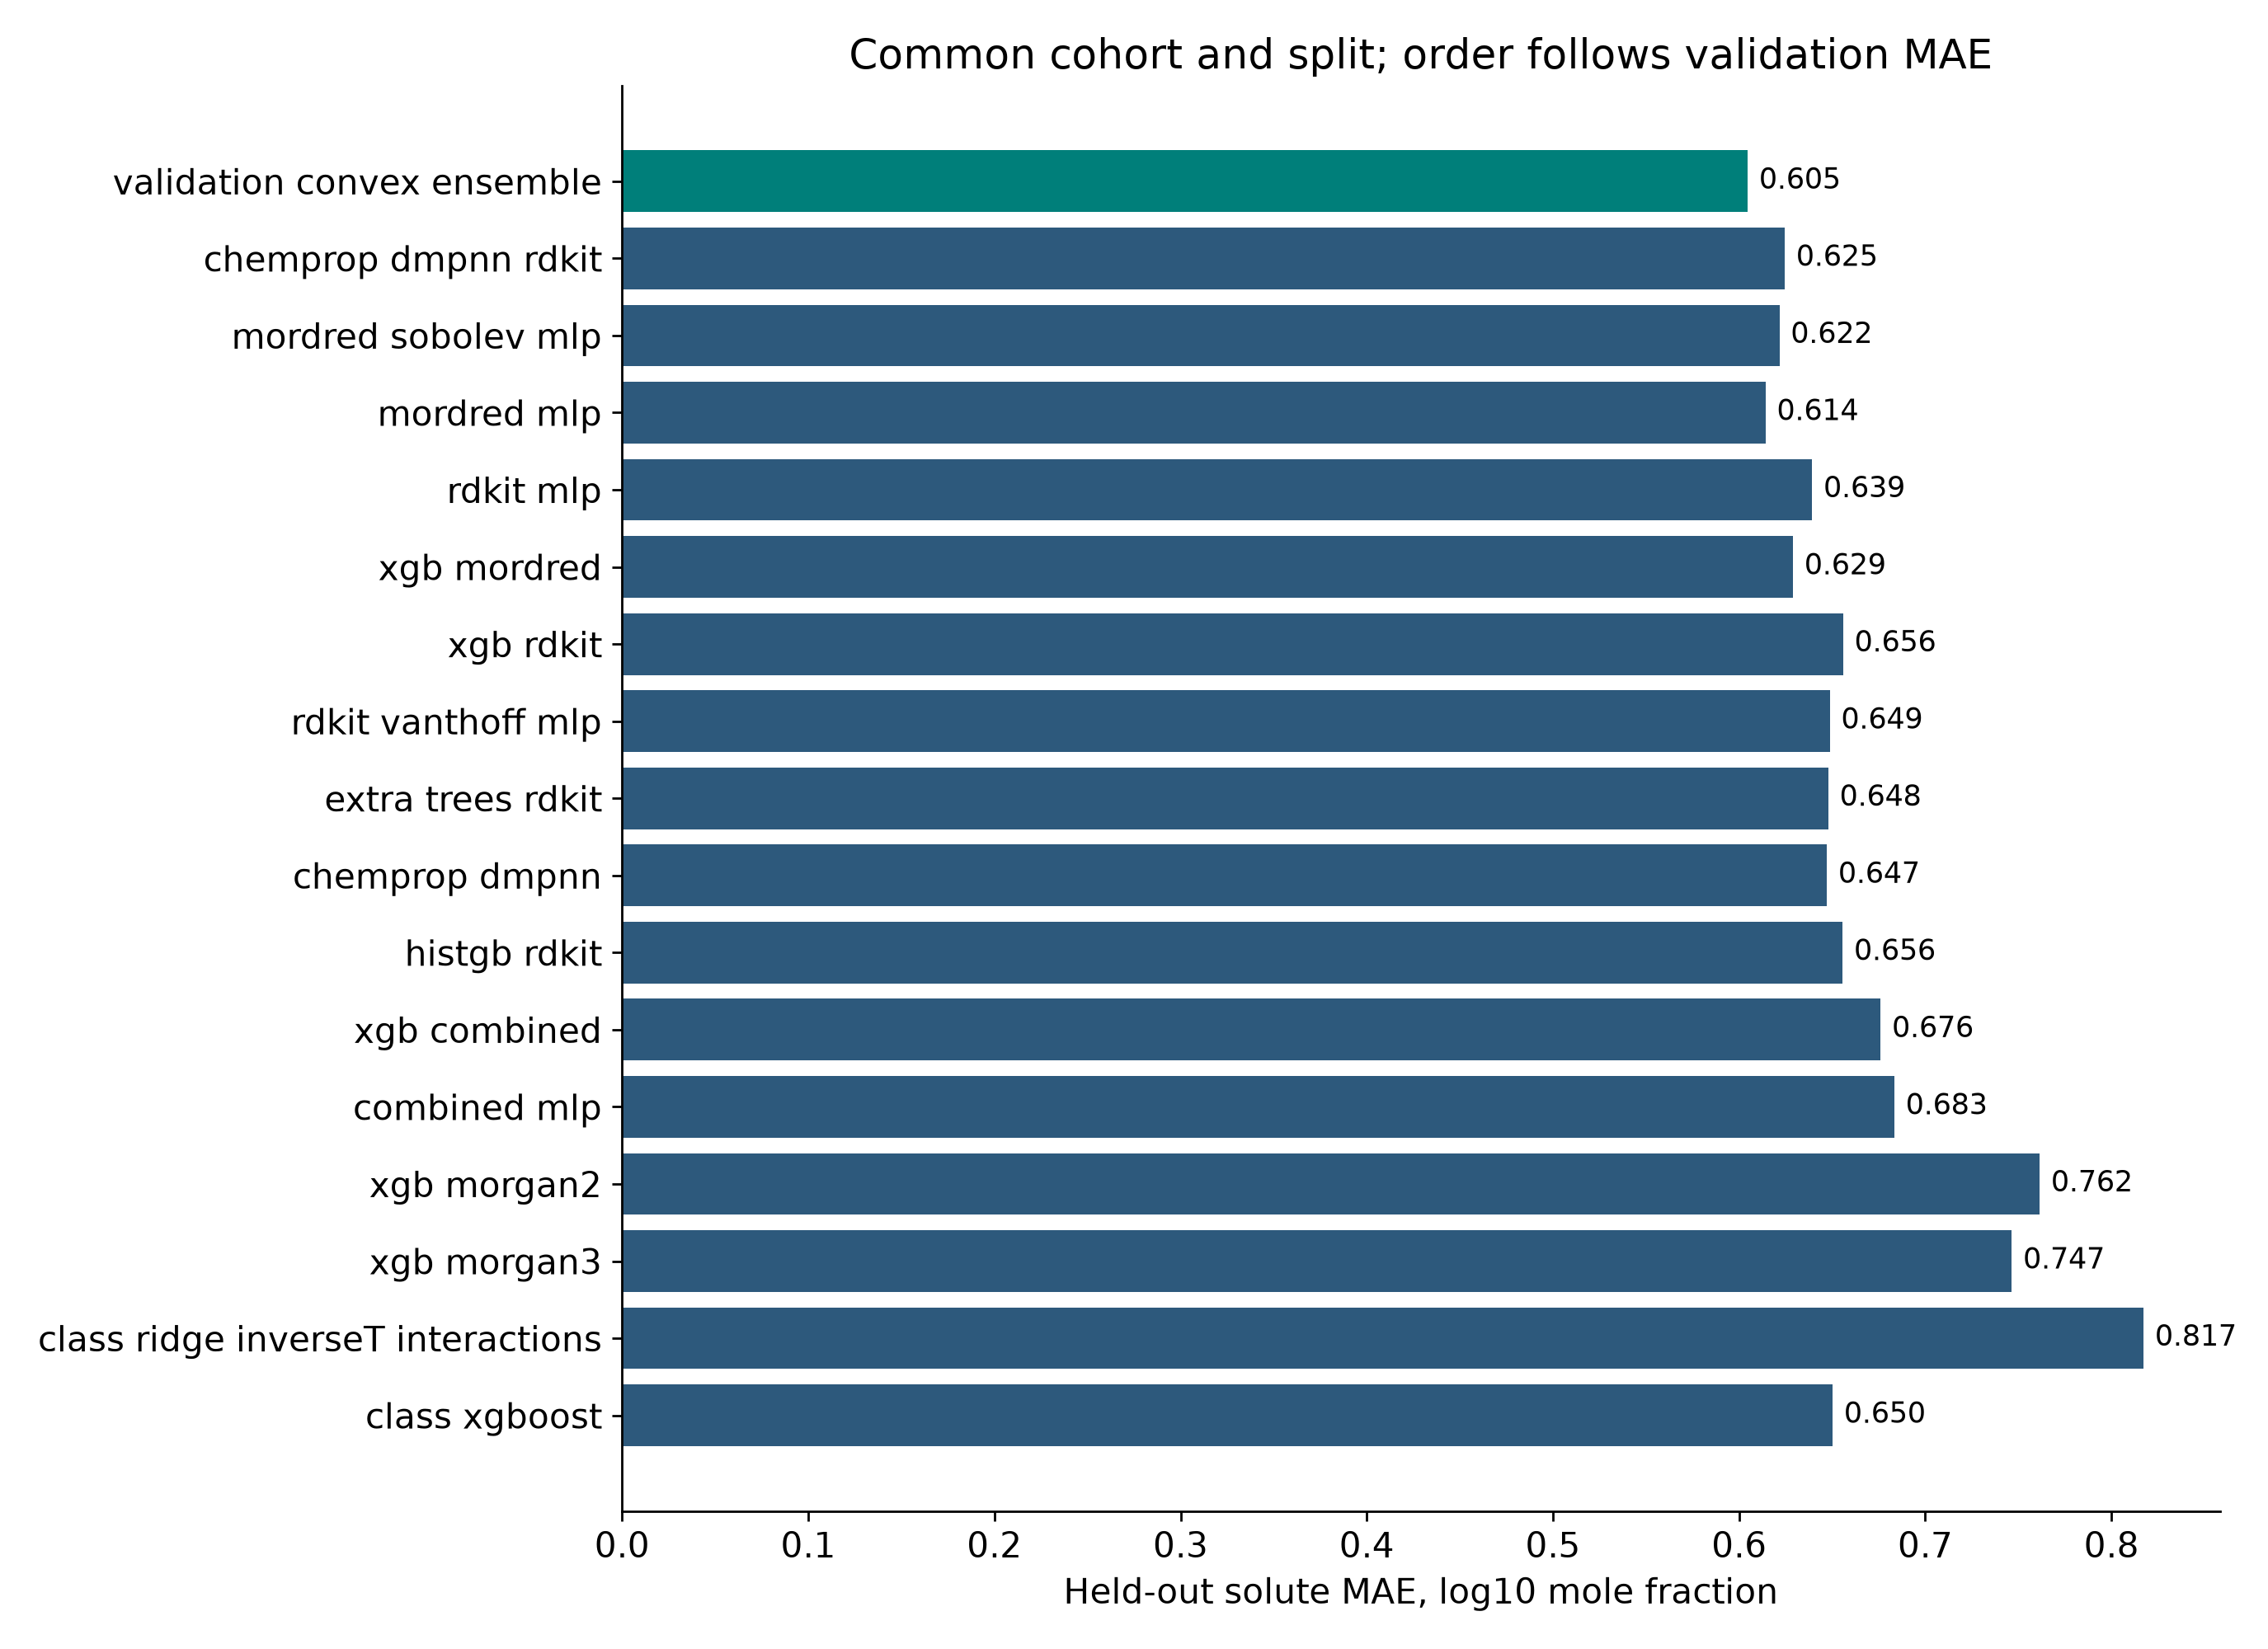 Common cohort and split; order follows validation MAE
validation convex ensemble 0.605
chemprop dmpnn rdkit 0.625
mordred sobolev mlp 0.622
mordred mlp 0.614
rdkit mlp 0.639
xgb mordred 0.629
xgb rdkit 0.656
rdkit vanthoff mlp 0.649
extra trees rdkit 0.648
chemprop dmpnn 0.647
histgb rdkit 0.656
xgb combined 0.676
combined mlp 0.683
xgb morgan2 0.762
xgb morgan3 0.747
class ridge inverseT interactions 0.817
class xgboost 0.650
0.0 0.1 0.2 0.3 0.4 0.5 0.6 0.7 0.8
Held-out solute MAE, log10 mole fraction